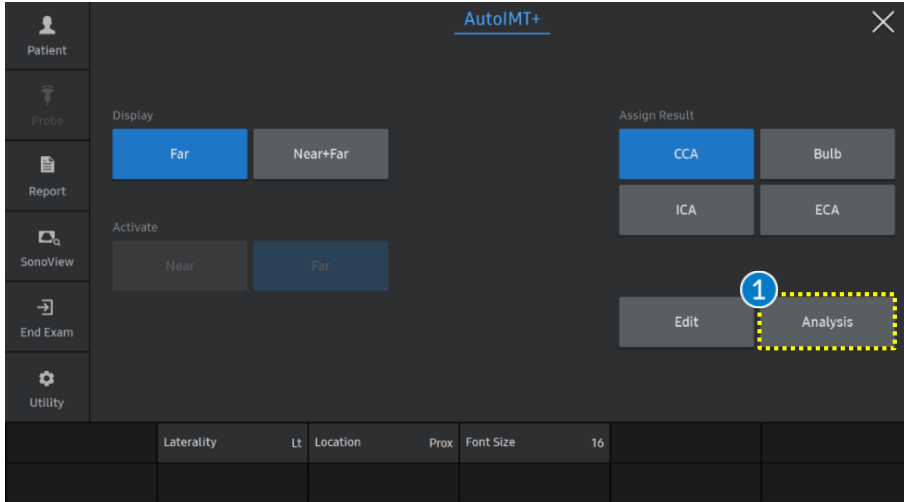 AutoIMT+
Patient
Probe
Report
SonoView
End Exam
Utility
Display
Far
Near+Far
Activate
Near
Far
Assign Result
CCA
Bulb
ICA
ECA
1
Edit
Analysis
Laterality Lt
Location Prox
Font Size 16